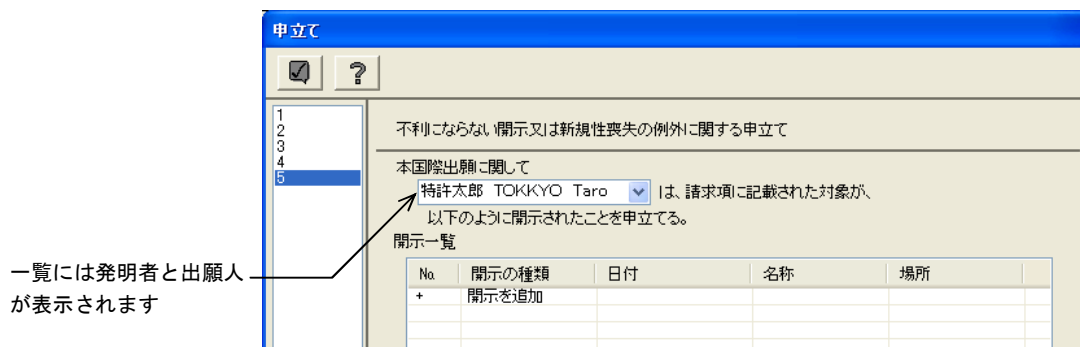 申立て
?
1
2
3
4
5
不利にならない開示又は新規性喪失の例外に関する申立て
本国際出願に関して
特許太郎 TOKKYO Taro は、請求項に記載された対象が、
以下のように開示されたことを申立てる。
開示一覧
No. 開示の種類 日付 名称 場所
+ 開示を追加
一覧には発明者と出願人
が表示されます